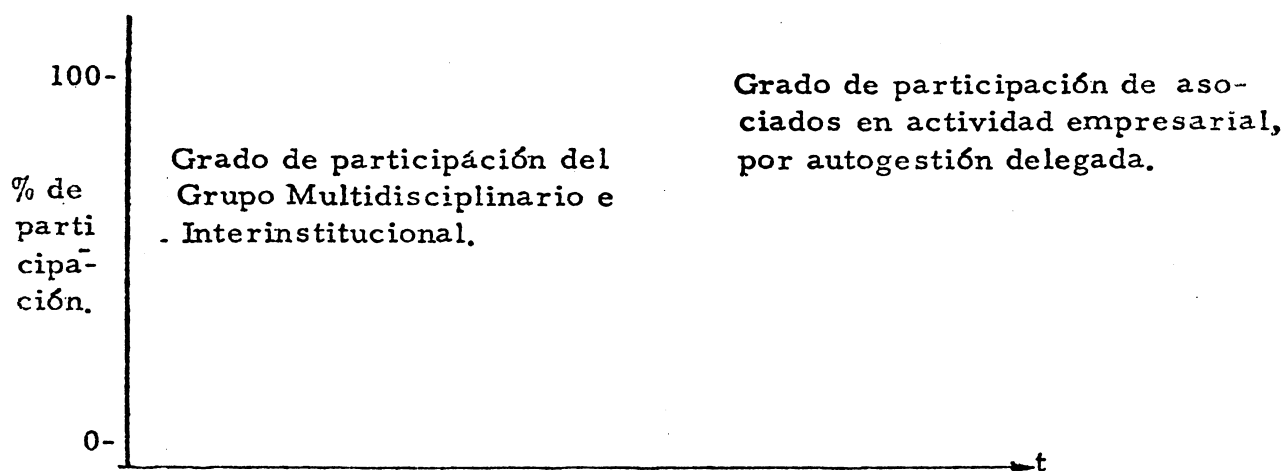 100-
Grado de participación de aso-
ciados en actividad empresarial,
por autogestión delegada.
Grado de participáción del
Grupo Multidisciplinario e
- Interinstitucional.
% de
parti
cipa-
ción.
0-
t